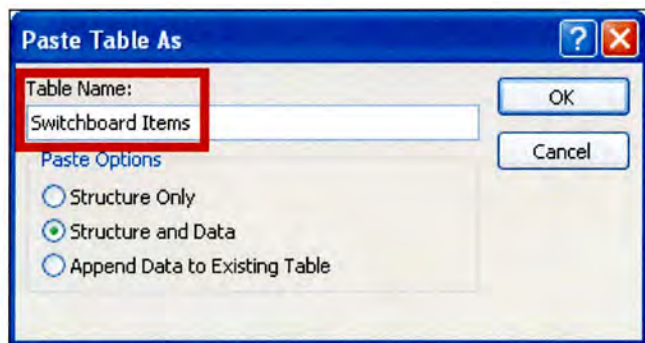 Paste Table As
Table Name:
OK
Switchboard Items
Cancel
Paste Options
Structure Only
Structure and Data
Append Data to Existing Table